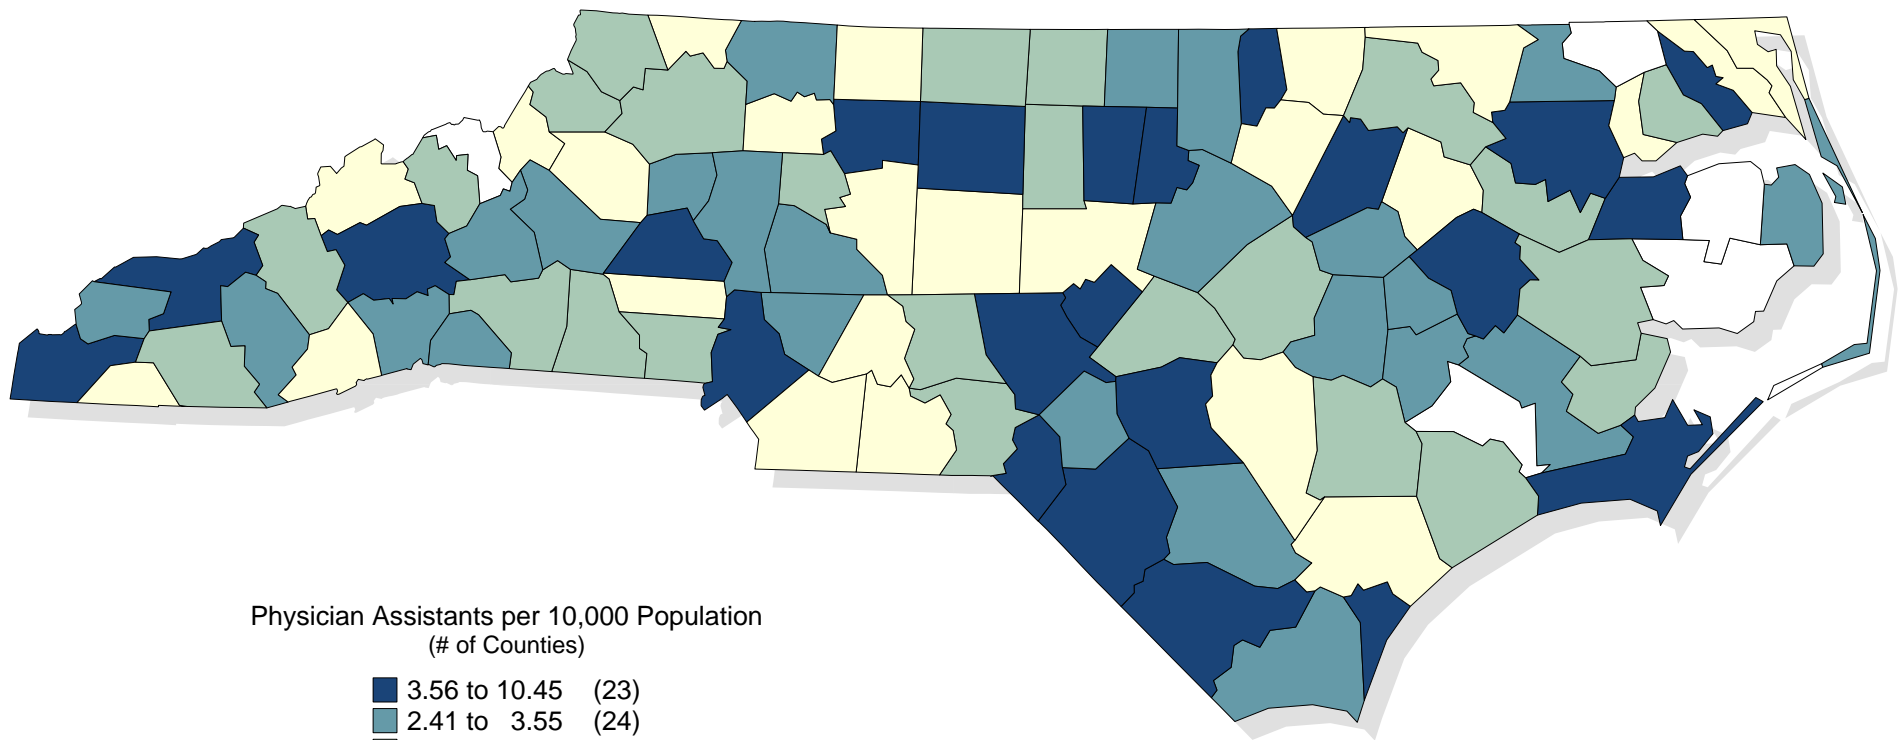 Physician Assistants per 10,000 Population
(# of Counties)
3.56 to 10.45 (23)
2.41 to 3.55 (24)